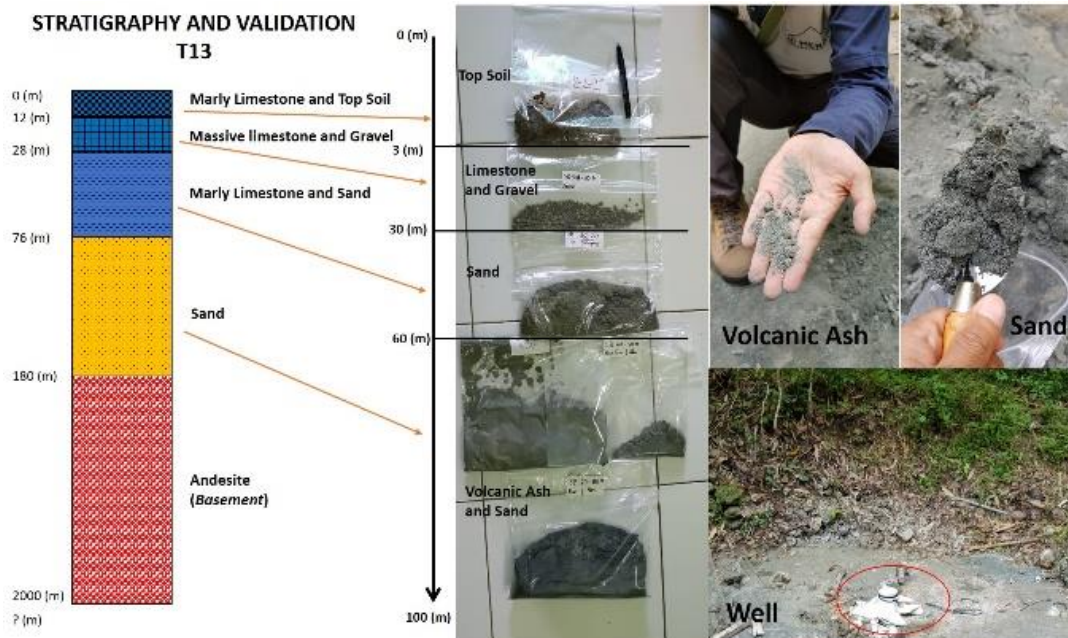 STRATIGRAPHY AND VALIDATION
T13
0 (m)
12 (m)
28 (m)
76 (m)
180 (m)
2000 (m)
? (m)
Marly Limestone and Top Soil
Massive limestone and Gravel
Marly Limestone and Sand
Sand
Andesite
(Basement)
0 (m)
Top Soil
3 (m)
Limestone
and Gravel
30 (m)
Sand
60 (m)
Volcanic Ash
and Sand
100 (m)
Volcanic Ash
Sand
Well